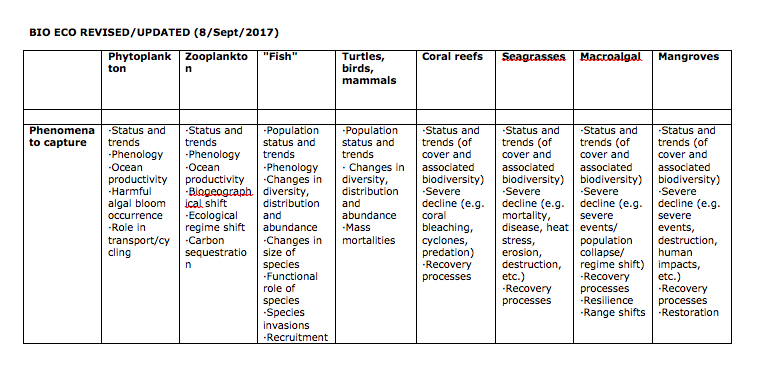 BIO ECO REVISED/UPDATED (8/Sept/2017)
Phytoplank
ton
Zooplankto
n
"Fish"
Turtles,
birds,
mammals
Coral reefs
Seagrasses
Macroalgal
Mangroves
Phenomena
to capture
·Status and
trends
·Phenology
·Ocean
productivity
·Harmful
algal bloom
occurrence
·Role in
transport/cy
cling
·Status and
trends
·Phenology
·Ocean
productivity
·Biogeograph
ical shift
·Ecological
regime shift
·Carbon
sequestratio
n
·Population
status and
trends
·Phenology
·Changes in
diversity,
distribution
and
abundance
·Changes in
size of
species
·Functional
role of
species
·Species
invasions
·Recruitment
·Population
status and
trends
· Changes in
diversity,
distribution
and
abundance
·Mass
mortalities
·Status and
trends (of
cover and
associated
biodiversity)
·Severe
decline (e.g.
coral
bleaching,
cyclones,
predation)
·Recovery
processes
·Status and
trends (of
cover and
associated
biodiversity)
·Severe
decline (e.g.
mortality,
disease, heat
stress,
erosion,
destruction,
etc.)
·Recovery
processes
·Status and
trends (of
cover and
associated
biodiversity)
·Severe
decline (e.g.
severe
events/
population
collapse/
regime shift)
·Recovery
processes
·Resilience
·Range shifts
·Status and
trends (of
cover and
associated
biodiversity)
·Severe
decline (e.g.
severe
events,
destruction,
human
impacts,
etc.)
·Recovery
processes
·Restoration